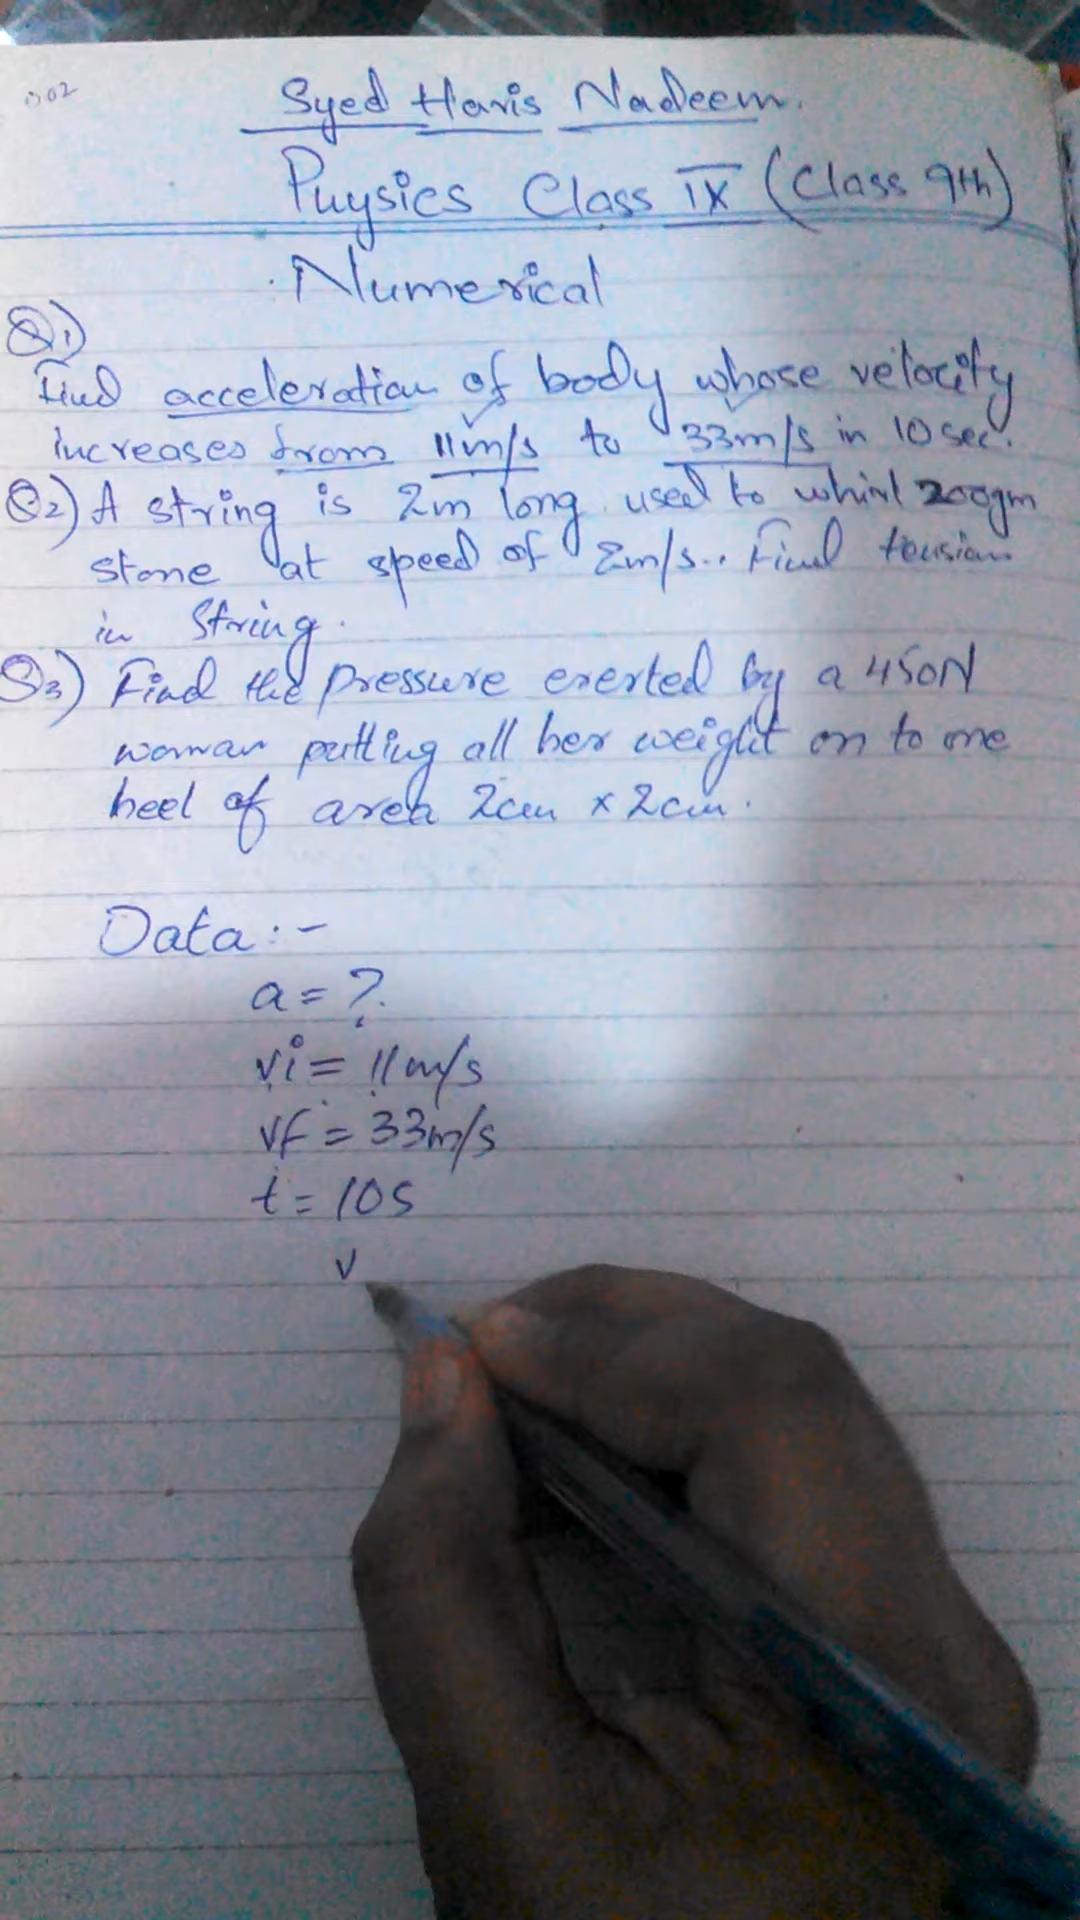 Syed Haris Nadeem.
Physics Class IX (Class 9th)
Numerical
Q1)
Find acceleration of body whose velocity
increases from 11m/s to 33m/s in 10sec.
Q2) A string is 2m long used to whirl 200gm
stone at speed of 2m/s.. Find tension
in String.
Q3) Find the pressure exerted by a 450N
woman putting all her weight on to one
heel of area 2cm x 2cm.
Data :-
a = ?
vi = 11m/s
vf = 33m/s
t = 10s
v